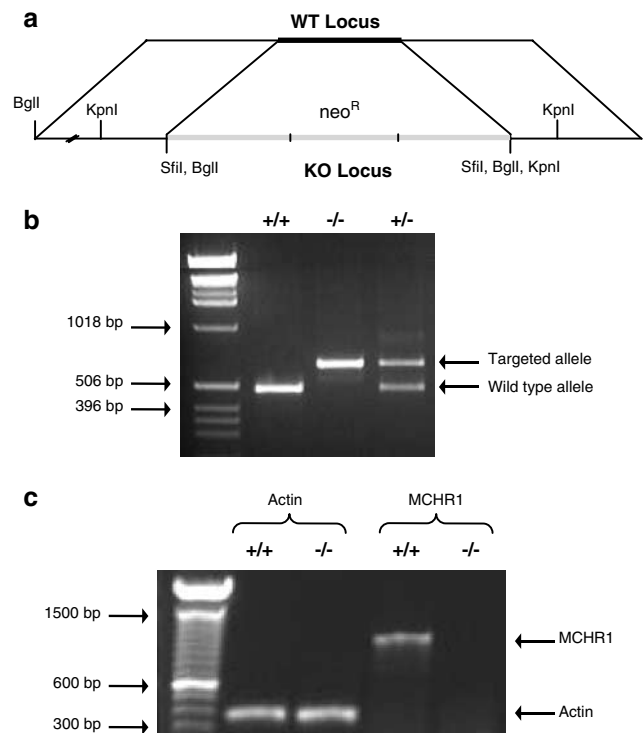 a
WT Locus
BglI
KpnI
neoR
KpnI
SfiI, BglI
KO Locus
SfiI, BglI, KpnI
b
+/+ -/- +/-
1018 bp
506 bp
396 bp
Targeted allele
Wild type allele
c
Actin MCHR1
+/+ -/- +/+ -/-
1500 bp
600 bp
300 bp
MCHR1
Actin